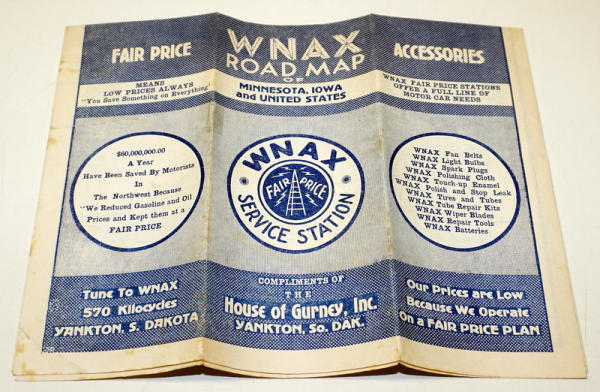 FAIR PRICE
MEANS
LOW PRICES ALWAYS
"You Save Something on Everything"
$60,000,000.00
A Year
Have Been Saved By Motorists
In
The Northwest Because
"We Reduced Gasoline and Oil
Prices and Kept them at a
FAIR PRICE
Tune To WNAX
570 Kilocycles
YANKTON, S. DAKOTA
WNAX
ROAD MAP
OF
MINNESOTA, IOWA
and UNITED STATES
WNAX
FAIR PRICE
SERVICE STATION
COMPLIMENTS OF
THE
House of Gurney, Inc.
YANKTON, So. DAK.
ACCESSORIES
WNAX FAIR PRICE STATIONS
OFFER A FULL LINE OF
MOTOR CAR NEEDS
WNAX Fan Belts
WNAX Light Bulbs
WNAX Spark Plugs
WNAX Polishing Cloth
WNAX Touch-up Enamel
WNAX Polish and Stop Leak
WNAX Tires and Tubes
WNAX Tube Repair Kits
WNAX Wiper Blades
WNAX Repair Tools
WNAX Batteries
Our Prices are Low
Because We Operate
On a FAIR PRICE PLAN